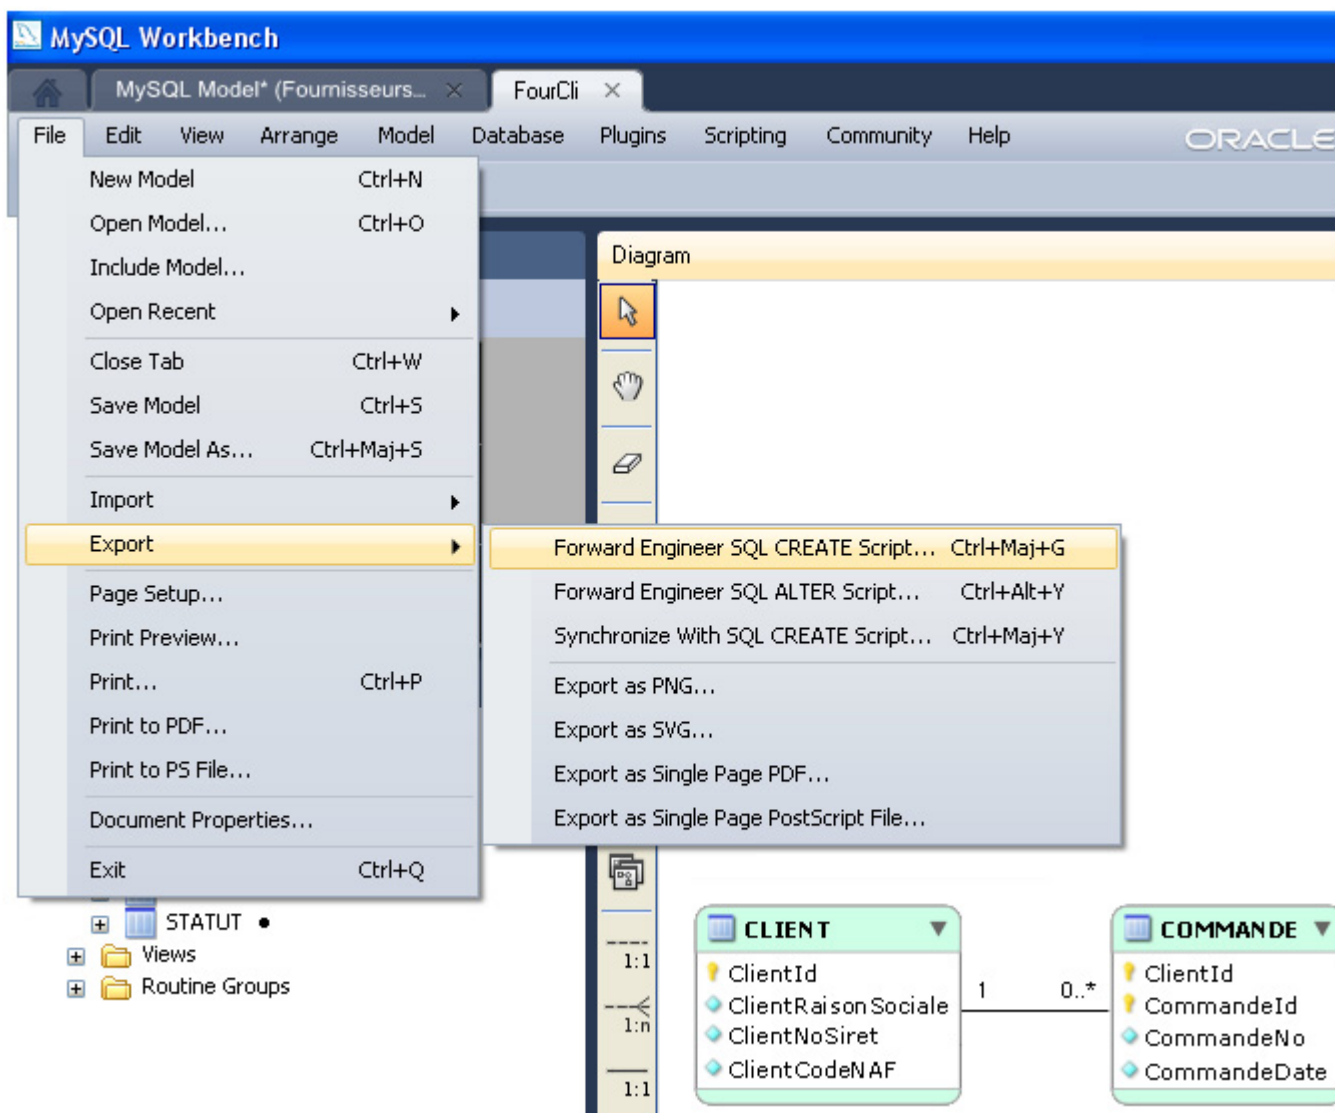 MySQL Workbench
MySQL Model* (Fournisseurs...
FourCli
File Edit View Arrange Model Database Plugins Scripting Community Help
ORACLE
New Model Ctrl+N
Open Model... Ctrl+O
Include Model...
Open Recent
Close Tab Ctrl+W
Save Model Ctrl+S
Save Model As... Ctrl+Maj+S
Import
Export
Page Setup...
Print Preview...
Print... Ctrl+P
Print to PDF...
Print to PS File...
Document Properties...
Exit Ctrl+Q
Diagram
Forward Engineer SQL CREATE Script... Ctrl+Maj+G
Forward Engineer SQL ALTER Script... Ctrl+Alt+Y
Synchronize With SQL CREATE Script... Ctrl+Maj+Y
Export as PNG...
Export as SVG...
Export as Single Page PDF...
Export as Single Page PostScript File...
STATUT
Views
Routine Groups
1:1
1:n
1:1
CLIENT
ClientId
ClientRaisonSociale
ClientNoSiret
ClientCodeNAF
1 0..*
COMMANDE
ClientId
CommandeId
CommandeNo
CommandeDate